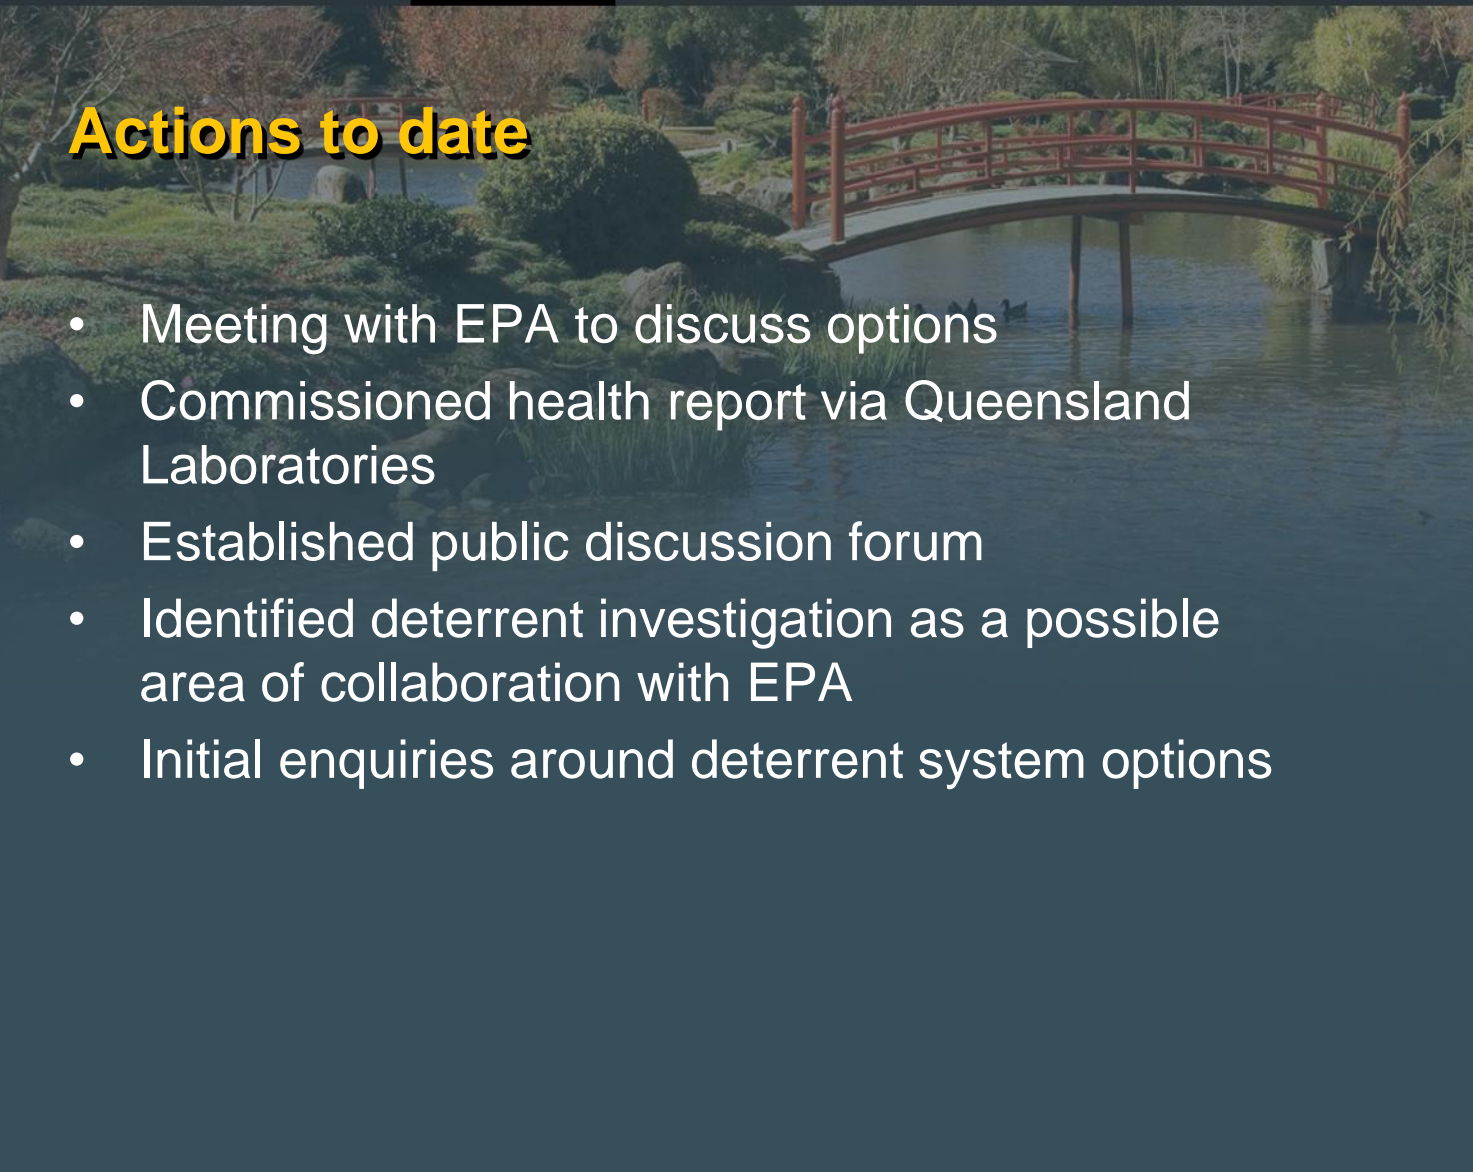 Actions to date
• Meeting with EPA to discuss options
• Commissioned health report via Queensland
Laboratories
• Established public discussion forum
• Identified deterrent investigation as a possible
area of collaboration with EPA
• Initial enquiries around deterrent system options